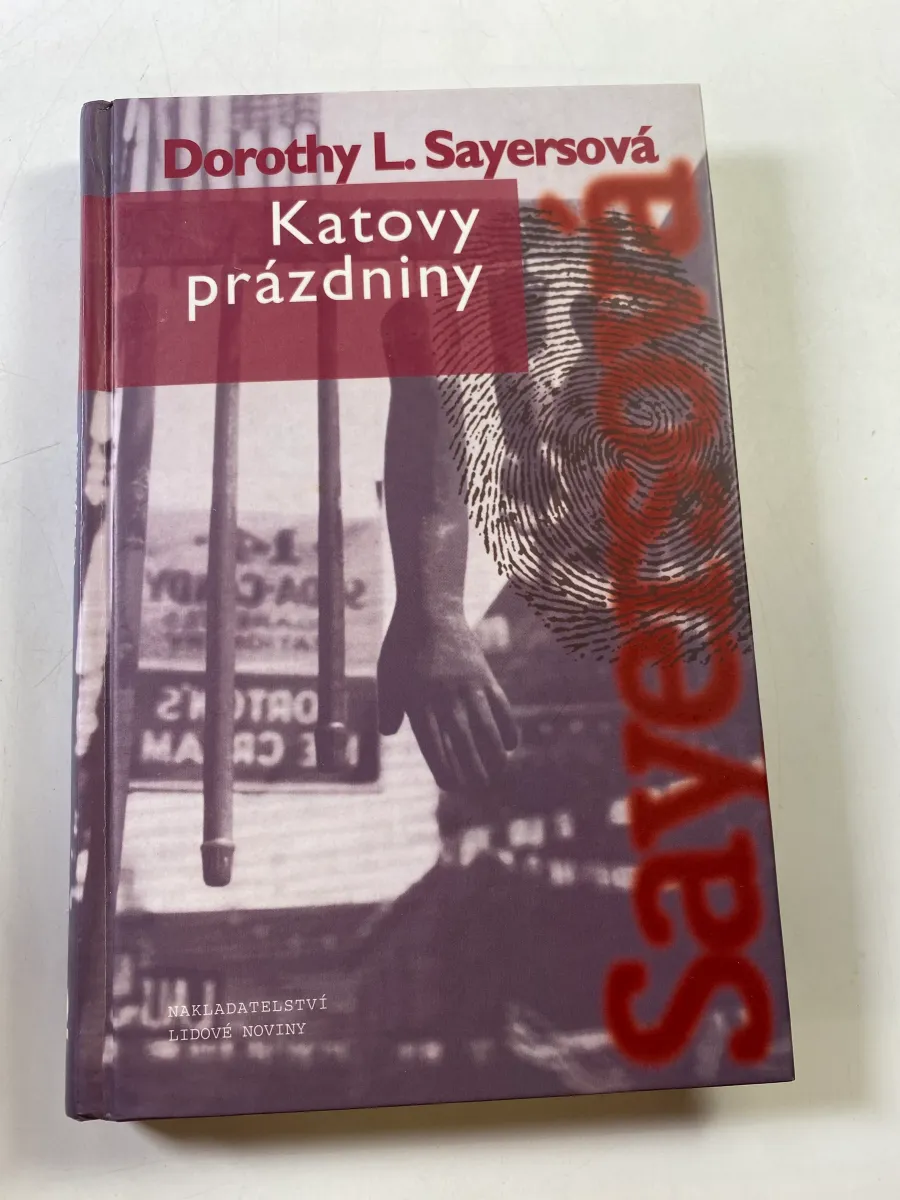 Dorothy L. Sayersová
Katovy
prázdniny
Sayersová
NAKLADATELSTVÍ
LIDOVÉ NOVINY